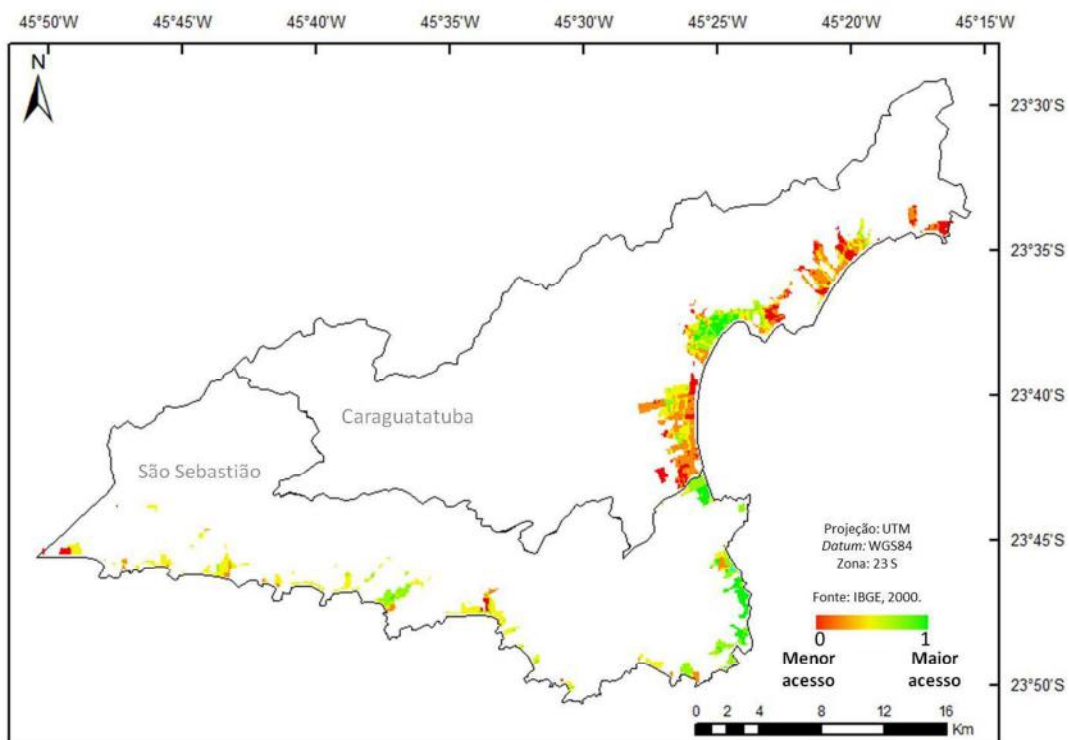 45°50'W 45°45'W 45°40'W 45°35'W 45°30'W 45°25'W 45°20'W 45°15'W
N
23°30'S
23°35'S
23°40'S
Caraguatatuba
São Sebastião
23°45'S
Projeção: UTM
Datum: WGS84
Zona: 23 S
Fonte: IBGE, 2000.
0 1
Menor Maior
acesso acesso
23°50'S
0 2 4 8 12 16
Km